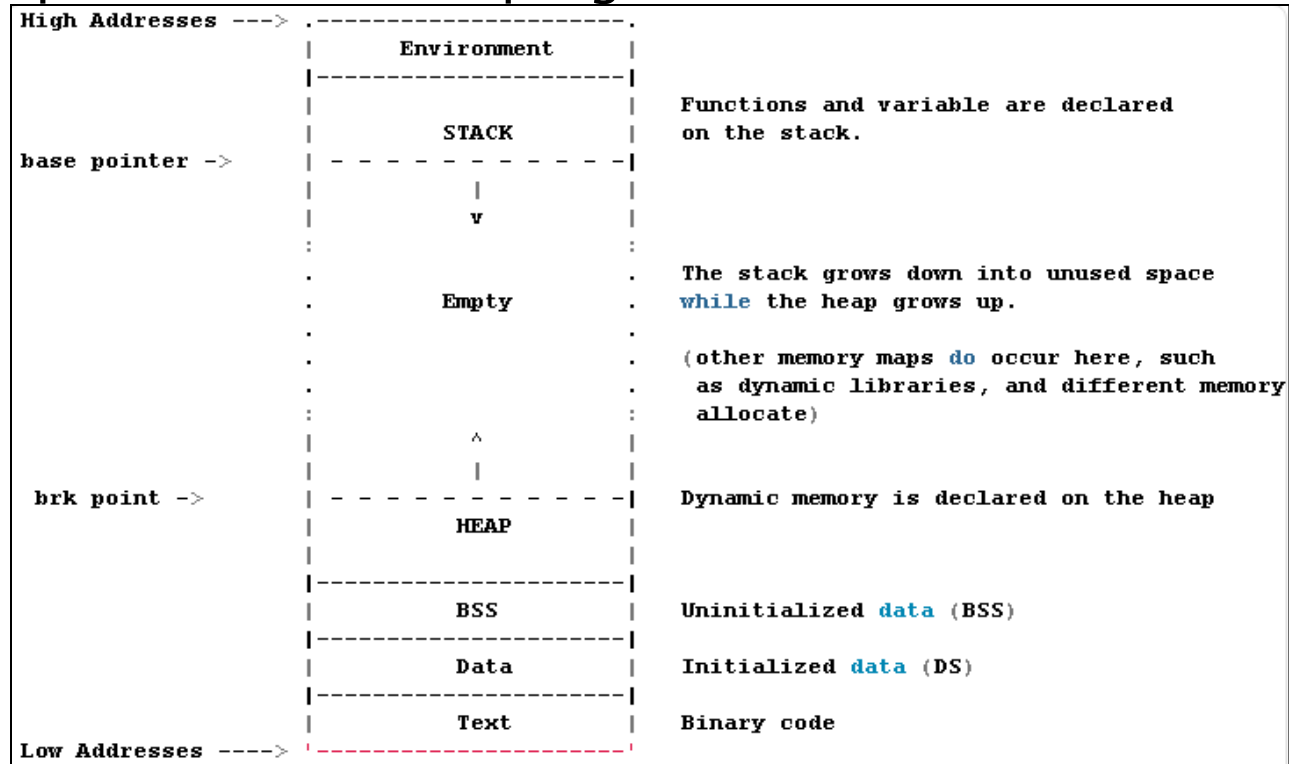 High Addresses ---> .----------------------.
| Environment |
|----------------------|
| | Functions and variable are declared
| STACK | on the stack.
base pointer -> | - - - - - - - - - - -|
| | |
| v |
: :
. . The stack grows down into unused space
. Empty . while the heap grows up.
. .
. . (other memory maps do occur here, such
. . as dynamic libraries, and different memory
: : allocate)
| ^ |
| | |
brk point -> | - - - - - - - - - - -| Dynamic memory is declared on the heap
| HEAP |
| |
|----------------------|
| BSS | Uninitialized data (BSS)
|----------------------|
| Data | Initialized data (DS)
|----------------------|
| Text | Binary code
Low Addresses ----> '----------------------'